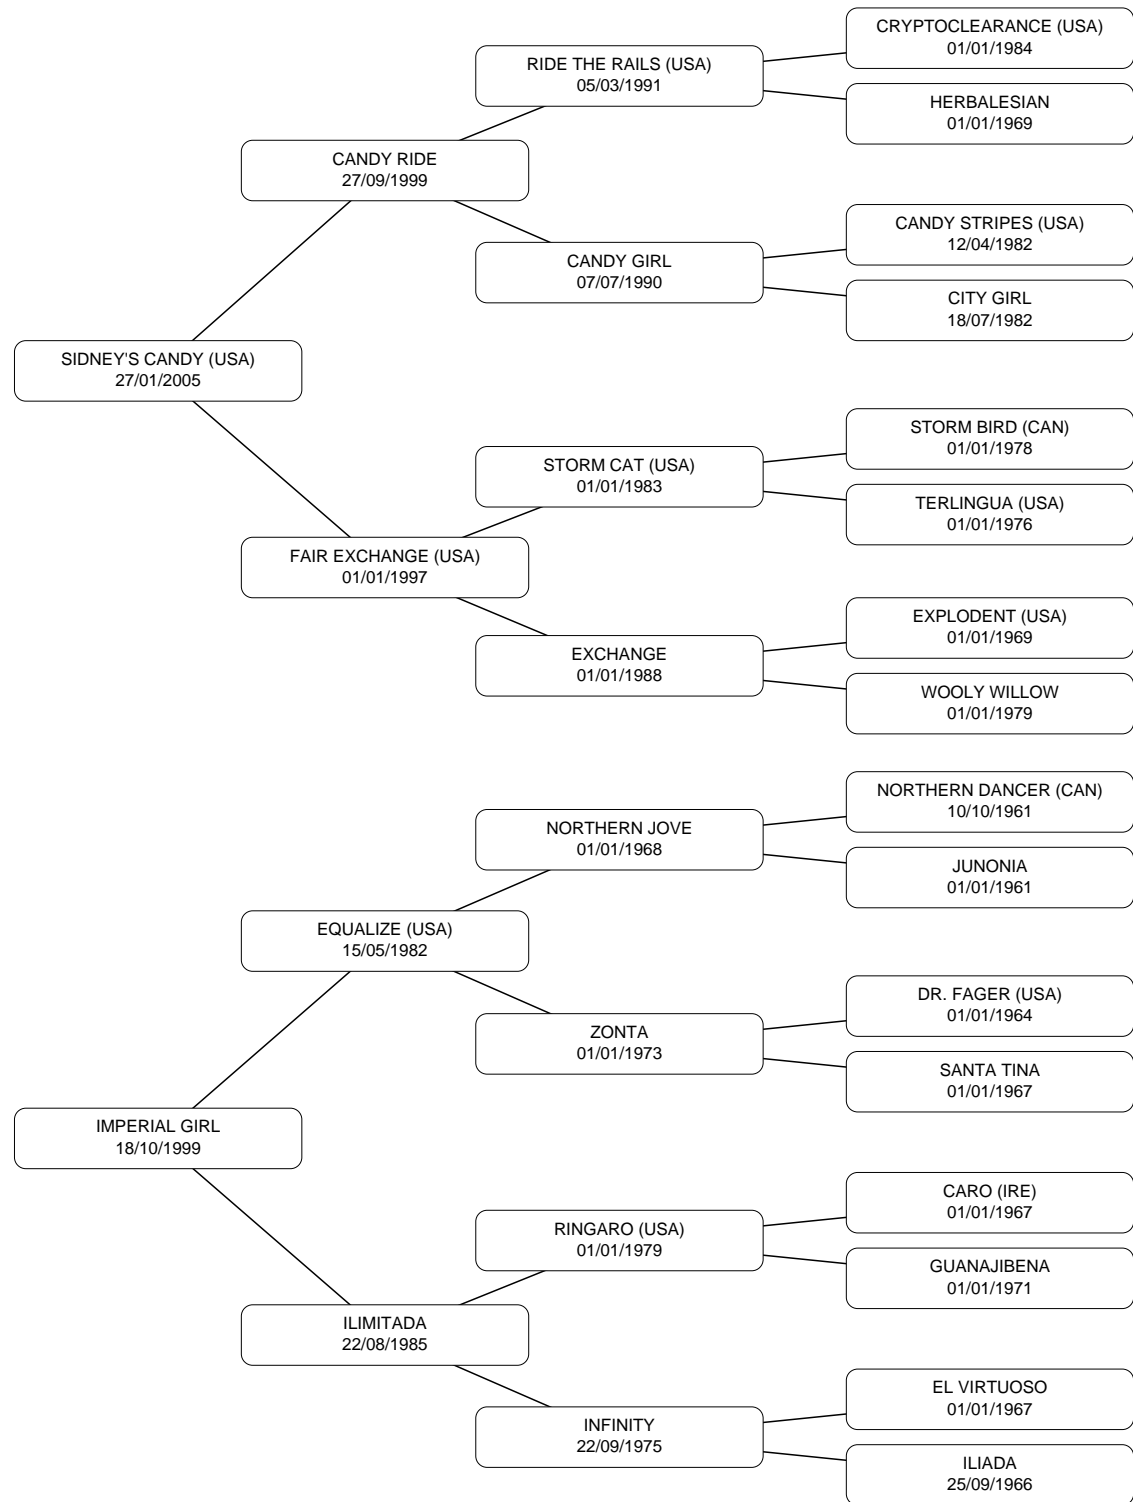 CRYPTOCLEARANCE (USA)
01/01/1984
RIDE THE RAILS (USA)
05/03/1991
HERBALESIAN
01/01/1969
CANDY RIDE
27/09/1999
CANDY STRIPES (USA)
12/04/1982
CANDY GIRL
07/07/1990
CITY GIRL
18/07/1982
SIDNEY'S CANDY (USA)
27/01/2005
STORM BIRD (CAN)
01/01/1978
STORM CAT (USA)
01/01/1983
TERLINGUA (USA)
01/01/1976
FAIR EXCHANGE (USA)
01/01/1997
EXPLODENT (USA)
01/01/1969
EXCHANGE
01/01/1988
WOOLY WILLOW
01/01/1979
NORTHERN DANCER (CAN)
10/10/1961
NORTHERN JOVE
01/01/1968
JUNONIA
01/01/1961
EQUALIZE (USA)
15/05/1982
DR. FAGER (USA)
01/01/1964
ZONTA
01/01/1973
SANTA TINA
01/01/1967
IMPERIAL GIRL
18/10/1999
CARO (IRE)
01/01/1967
RINGARO (USA)
01/01/1979
GUANAJIBENA
01/01/1971
ILIMITADA
22/08/1985
EL VIRTUOSO
01/01/1967
INFINITY
22/09/1975
ILIADA
25/09/1966